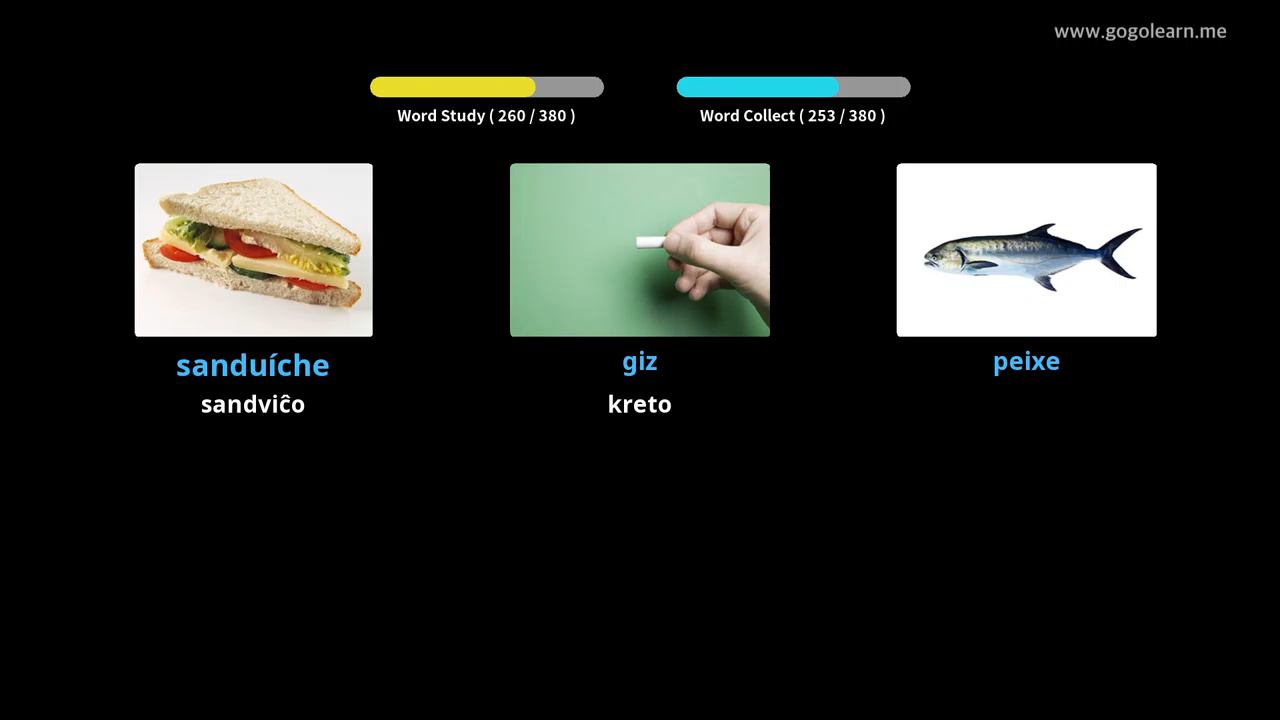 www.gogolearn.me
Word Study ( 260 / 380 )
Word Collect ( 253 / 380 )
sanduíche
giz
peixe
sandviĉo
kreto